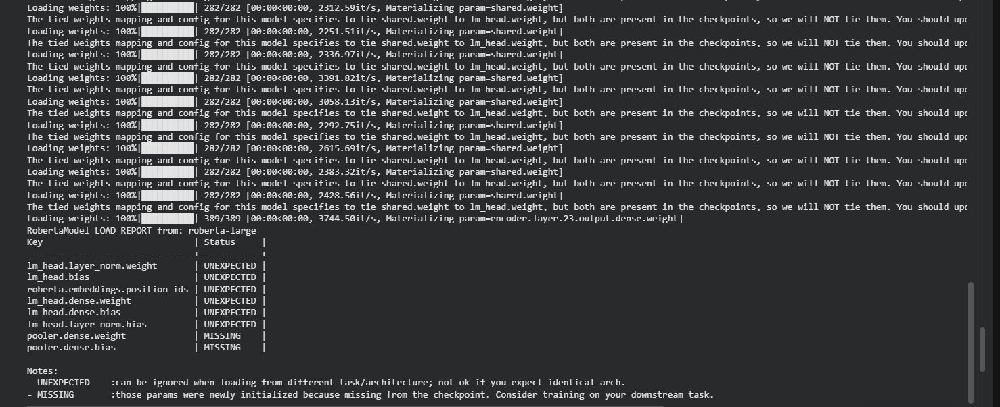 Loading weights: 100%|██████████| 282/282 [00:00<00:00, 2312.59it/s, Materializing param=shared.weight]
The tied weights mapping and config for this model specifies to tie shared.weight to lm_head.weight, but both are present in the checkpoints, so we will NOT tie them. You should
Loading weights: 100%|██████████| 282/282 [00:00<00:00, 2251.51it/s, Materializing param=shared.weight]
The tied weights mapping and config for this model specifies to tie shared.weight to lm_head.weight, but both are present in the checkpoints, so we will NOT tie them. You should
Loading weights: 100%|██████████| 282/282 [00:00<00:00, 2336.97it/s, Materializing param=shared.weight]
The tied weights mapping and config for this model specifies to tie shared.weight to lm_head.weight, but both are present in the checkpoints, so we will NOT tie them. You should
Loading weights: 100%|██████████| 282/282 [00:00<00:00, 3391.82it/s, Materializing param=shared.weight]
The tied weights mapping and config for this model specifies to tie shared.weight to lm_head.weight, but both are present in the checkpoints, so we will NOT tie them. You should
Loading weights: 100%|██████████| 282/282 [00:00<00:00, 3058.13it/s, Materializing param=shared.weight]
The tied weights mapping and config for this model specifies to tie shared.weight to lm_head.weight, but both are present in the checkpoints, so we will NOT tie them. You should
Loading weights: 100%|██████████| 282/282 [00:00<00:00, 2292.75it/s, Materializing param=shared.weight]
The tied weights mapping and config for this model specifies to tie shared.weight to lm_head.weight, but both are present in the checkpoints, so we will NOT tie them. You should
Loading weights: 100%|██████████| 282/282 [00:00<00:00, 2615.69it/s, Materializing param=shared.weight]
The tied weights mapping and config for this model specifies to tie shared.weight to lm_head.weight, but both are present in the checkpoints, so we will NOT tie them. You should
Loading weights: 100%|██████████| 282/282 [00:00<00:00, 2383.32it/s, Materializing param=shared.weight]
The tied weights mapping and config for this model specifies to tie shared.weight to lm_head.weight, but both are present in the checkpoints, so we will NOT tie them. You should
Loading weights: 100%|██████████| 282/282 [00:00<00:00, 2428.56it/s, Materializing param=shared.weight]
The tied weights mapping and config for this model specifies to tie shared.weight to lm_head.weight, but both are present in the checkpoints, so we will NOT tie them. You should
Loading weights: 100%|██████████| 389/389 [00:00<00:00, 3744.50it/s, Materializing param=encoder.layer.23.output.dense.weight]
RobertaModel LOAD REPORT from: roberta-large
Key                             | Status     |
--------------------------------+------------+-
lm_head.layer_norm.weight       | UNEXPECTED |
lm_head.bias                    | UNEXPECTED |
roberta.embeddings.position_ids | UNEXPECTED |
lm_head.dense.weight            | UNEXPECTED |
lm_head.dense.bias              | UNEXPECTED |
lm_head.layer_norm.bias         | UNEXPECTED |
pooler.dense.weight             | MISSING    |
pooler.dense.bias               | MISSING    |
Notes:
- UNEXPECTED    :can be ignored when loading from different task/architecture; not ok if you expect identical arch.
- MISSING       :those params were newly initialized because missing from the checkpoint. Consider training on your downstream task.